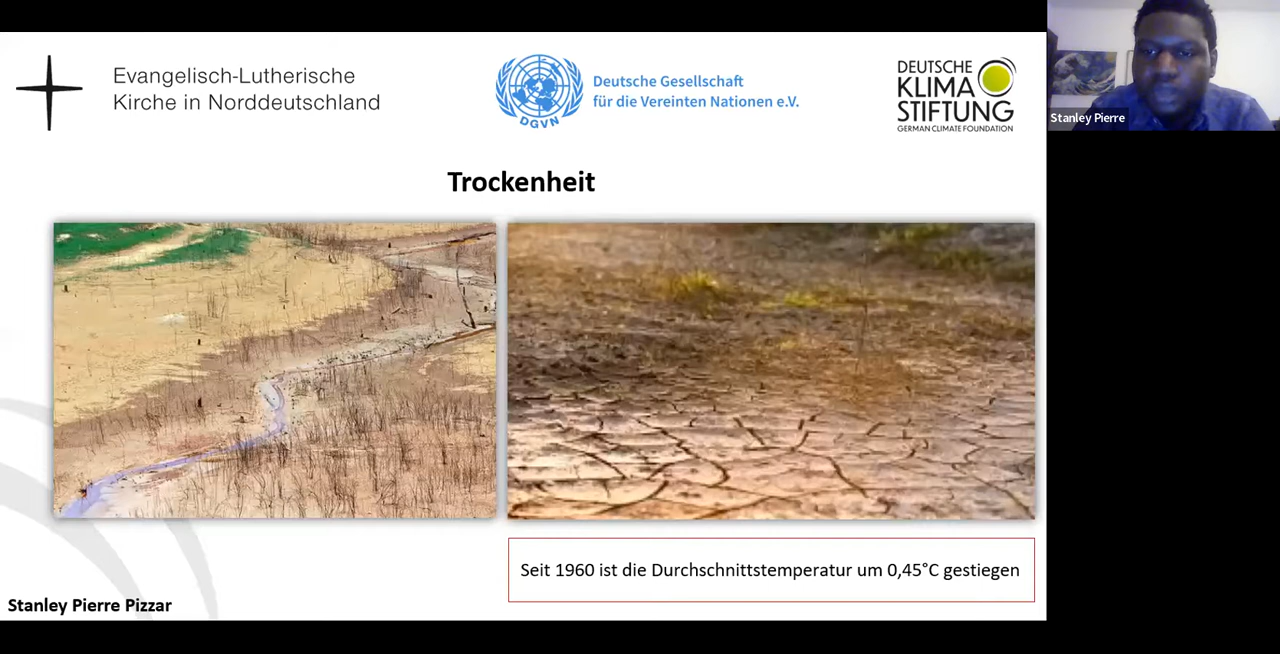 Evangelisch-Lutherische
Kirche in Norddeutschland
DGVN
Deutsche Gesellschaft
für die Vereinten Nationen e.V.
DEUTSCHE
KLIMA
STIFTUNG
GERMAN CLIMATE FOUNDATION
Stanley Pierre
Trockenheit
Seit 1960 ist die Durchschnittstemperatur um 0,45°C gestiegen
Stanley Pierre Pizzar